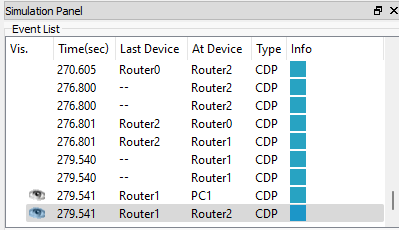 Simulation Panel
Event List
Vis. Time(sec) Last Device At Device Type Info
270.605 Router0 Router2 CDP
276.800 -- Router2 CDP
276.800 -- Router2 CDP
276.801 Router2 Router0 CDP
276.801 Router2 Router1 CDP
279.540 -- Router1 CDP
279.540 -- Router1 CDP
279.541 Router1 PC1 CDP
279.541 Router1 Router2 CDP